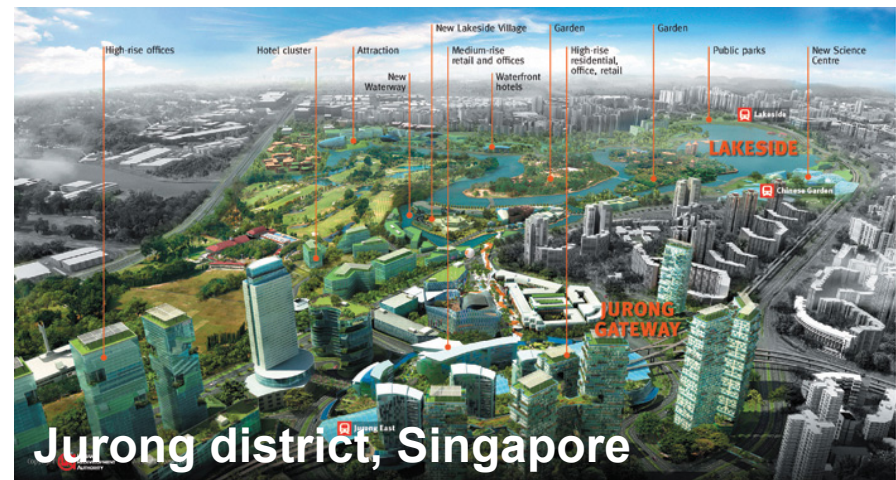 New Lakeside Village
Garden
Garden
High-rise offices
Hotel cluster
Attraction
Medium-rise
retail and offices
High-rise
residential,
office, retail
Public parks
New Science
Centre
New
Waterway
Waterfront
hotels
Lakeside
LAKESIDE
Chinese Garden
JURONG
GATEWAY
Jurong East
Jurong district, Singapore
AUTHORITY